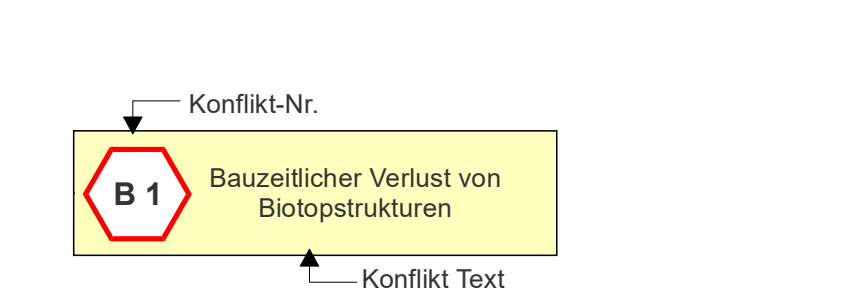 Konflikt-Nr.
B 1
Bauzeitlicher Verlust von
Biotopstrukturen
Konflikt Text